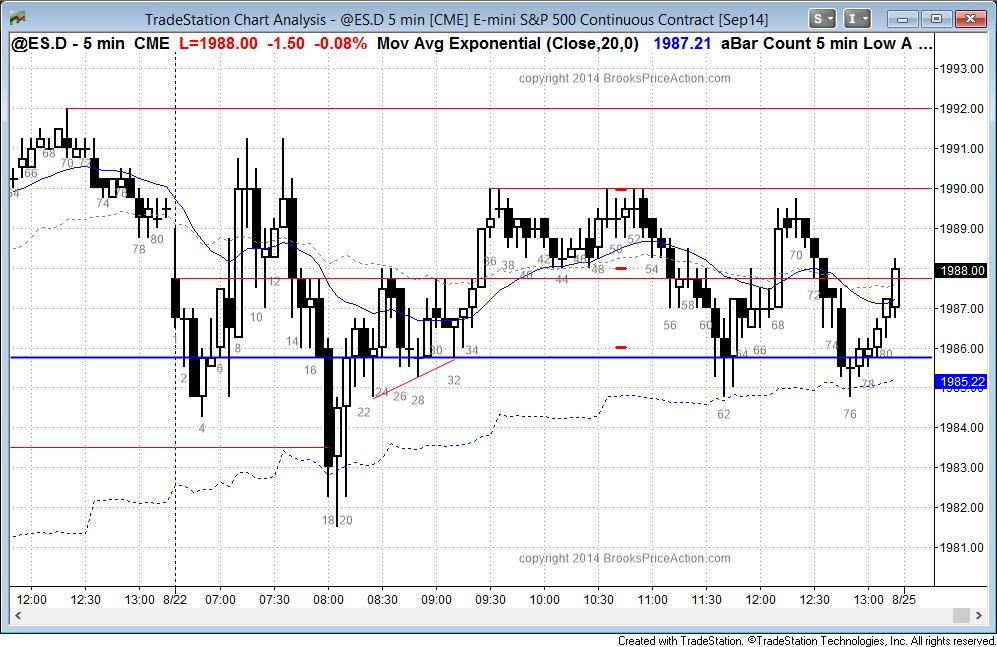 TradeStation Chart Analysis - @ES.D 5 min [CME] E-mini S&P 500 Continuous Contract [Sep14]
S I
@ES.D - 5 min CME L=1988.00 -1.50 -0.08% Mov Avg Exponential (Close,20,0) 1987.21 aBar Count 5 min Low A ...
copyright 2014 BrooksPriceAction.com
1993.00
1992.00
1991.00
1990.00
1989.00
1988.00
1987.00
1986.00
1985.22
1984.00
1983.00
1982.00
1981.00
64 66 68 70 72 74 76 78 80
2 4 6 8 10 12 14 16 18 20 22 24 26 28 30 32 34 36 38 40 42 44 46 48 50 52 54 56 58 60 62 64 66 68 70 72 74 76 78 80
copyright 2014 BrooksPriceAction.com
12:00 12:30 13:00 8/22 07:00 07:30 08:00 08:30 09:00 09:30 10:00 10:30 11:00 11:30 12:00 12:30 13:00 8/25
Created with TradeStation. ©TradeStation Technologies, Inc. All rights reserved.